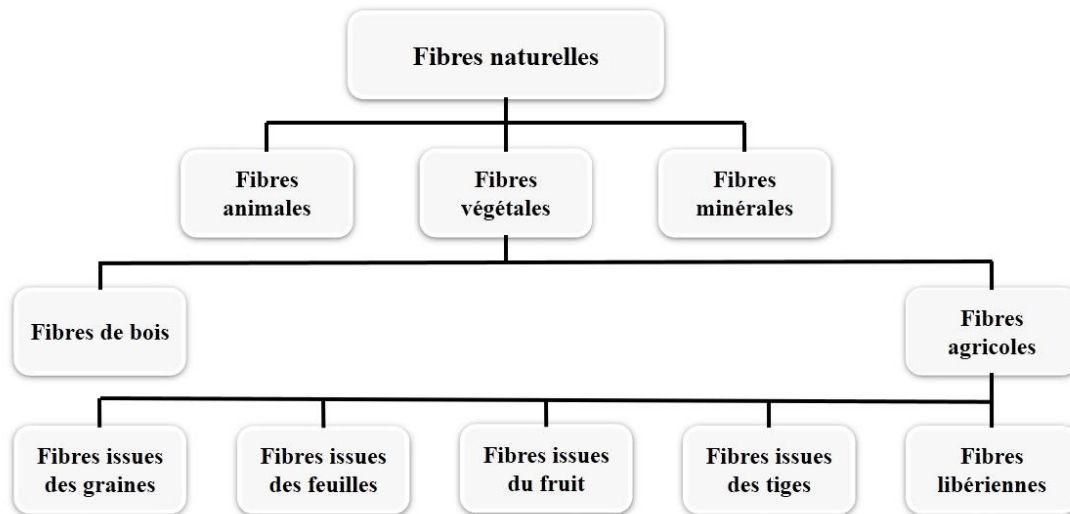 Fibres naturelles
Fibres
animales
Fibres
végétales
Fibres
minérales
Fibres de bois
Fibres
agricoles
Fibres issues
des graines
Fibres issues
des feuilles
Fibres issues
du fruit
Fibres issues
des tiges
Fibres
libériennes